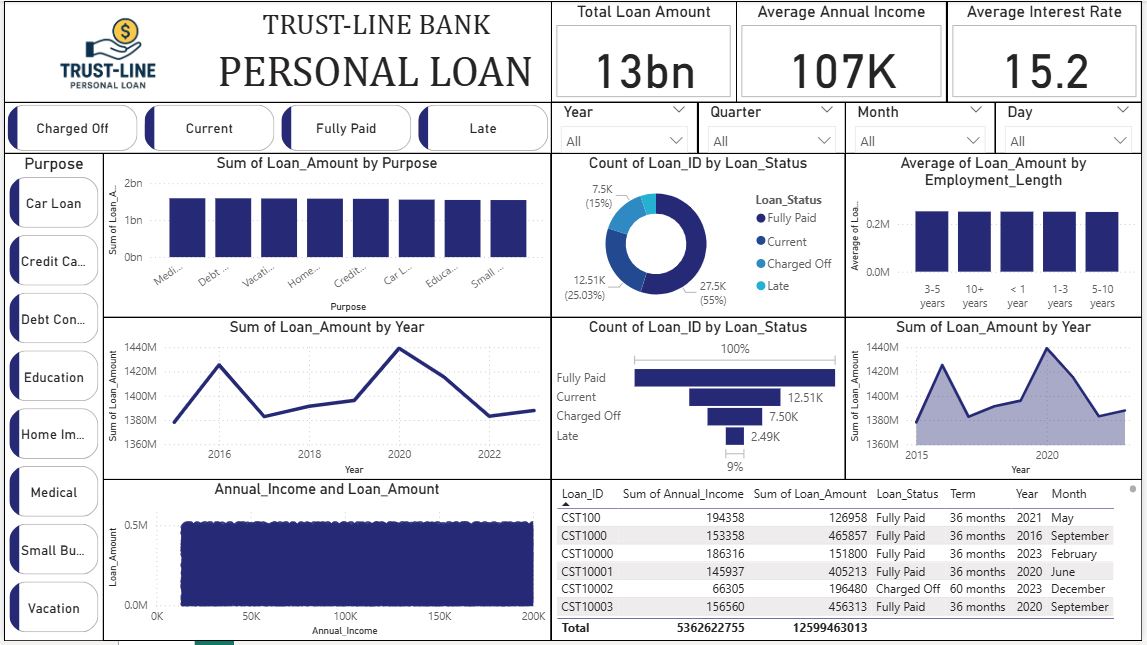 TRUST-LINE
PERSONAL LOAN
TRUST-LINE BANK
PERSONAL LOAN
Total Loan Amount
13bn
Average Annual Income
107K
Average Interest Rate
15.2
Charged Off
Current
Fully Paid
Late
Year
All
Quarter
All
Month
All
Day
All
Purpose
Car Loan
Credit Ca...
Debt Con...
Education
Home Im...
Medical
Small Bu...
Vacation
Sum of Loan_Amount by Purpose
Sum of Loan_A...
2bn
1bn
0bn
Medi...
Debt ...
Vacati...
Home...
Credit...
Car L...
Educa...
Small ...
Purpose
Count of Loan_ID by Loan_Status
7.5K
(15%)
12.51K
(25.03%)
27.5K
(55%)
Loan_Status
Fully Paid
Current
Charged Off
Late
Average of Loan_Amount by
Employment_Length
Average of Loa...
0.2M
0.0M
3-5 years
10+ years
< 1 year
1-3 years
5-10 years
Sum of Loan_Amount by Year
Sum of Loan_Amount
1440M
1420M
1400M
1380M
1360M
2016
2018
2020
2022
Year
Count of Loan_ID by Loan_Status
100%
Fully Paid
Current
12.51K
Charged Off
7.50K
Late
2.49K
9%
Sum of Loan_Amount by Year
Sum of Loan_Amount
1440M
1420M
1400M
1380M
1360M
2015
2020
Year
Annual_Income and Loan_Amount
Loan_Amount
0.5M
0.0M
0K
50K
100K
150K
200K
Annual_Income
Loan_ID Sum of Annual_Income Sum of Loan_Amount Loan_Status Term Year Month
CST100 194358 126958 Fully Paid 36 months 2021 May
CST1000 153358 465857 Fully Paid 36 months 2016 September
CST10000 186316 151800 Fully Paid 36 months 2023 February
CST10001 145937 405213 Fully Paid 36 months 2020 June
CST10002 66305 196480 Charged Off 60 months 2023 December
CST10003 156560 456313 Fully Paid 36 months 2020 September
Total 5362622755 12599463013